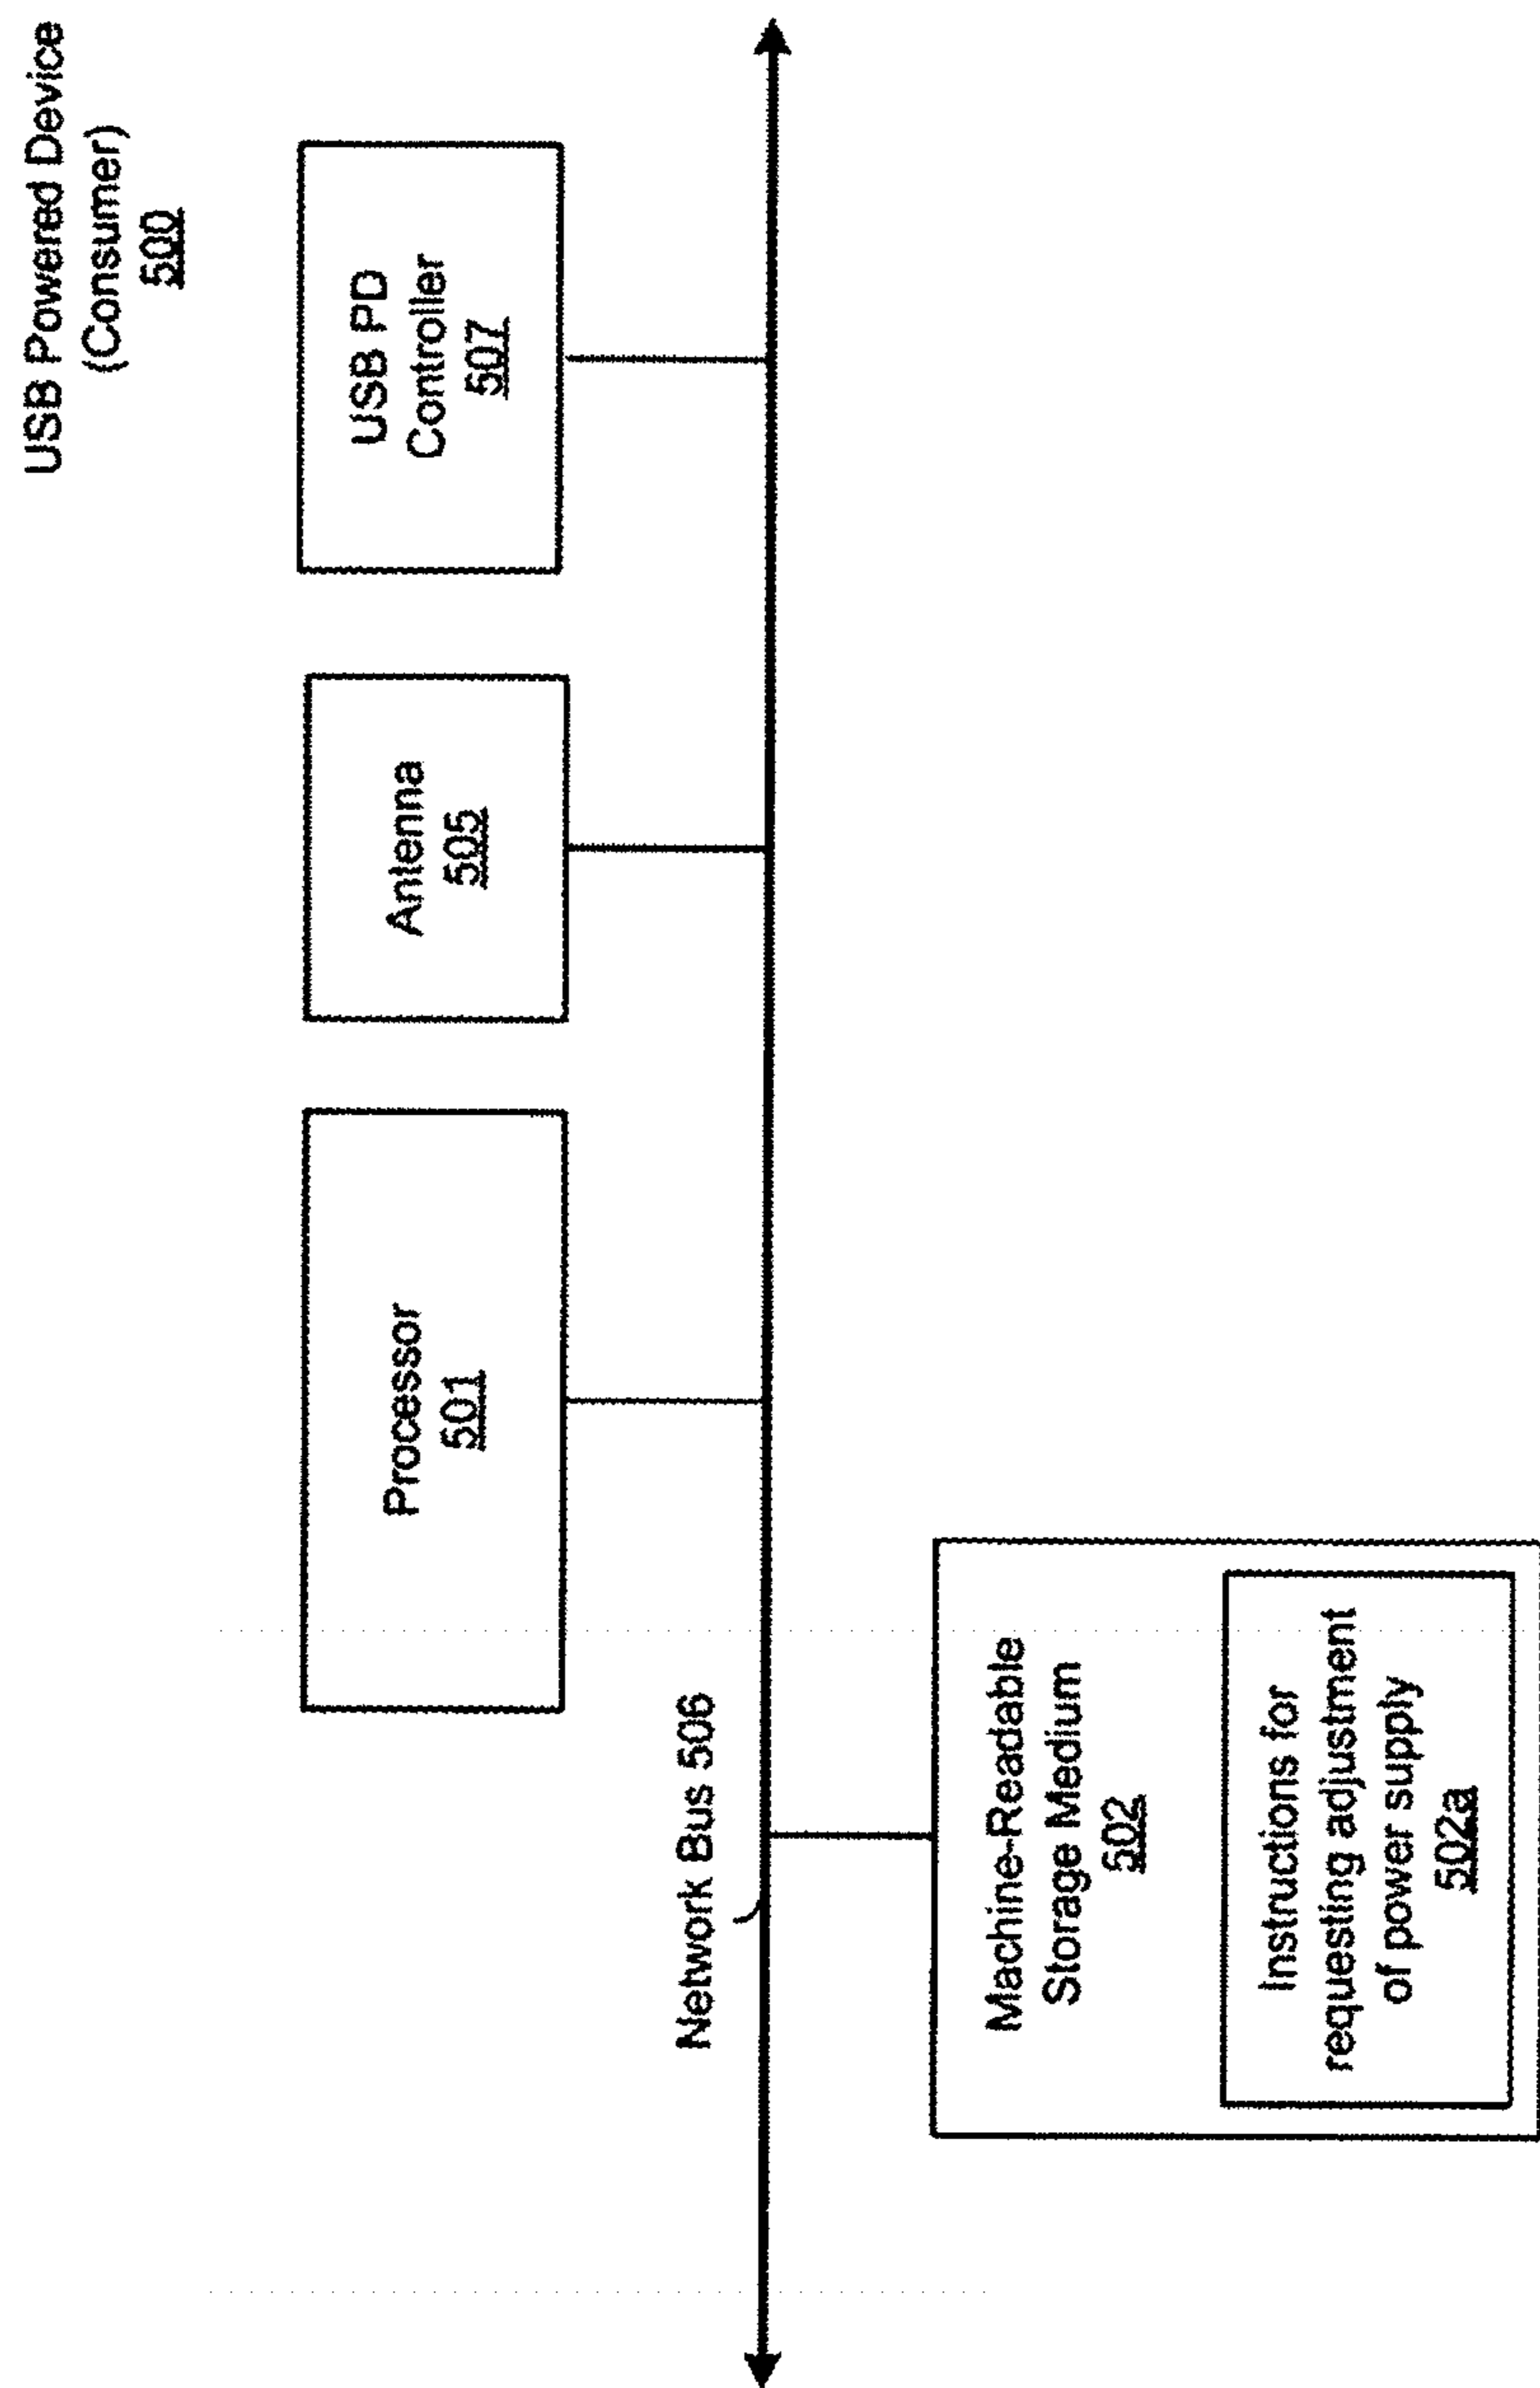 USB Powered Device
(Consumer)
500
Processor
501
Antenna
505
USB PD
Controller
507
Network Bus 506
Machine-Readable
Storage Medium
502
Instructions for
requesting adjustment
of power supply
502a